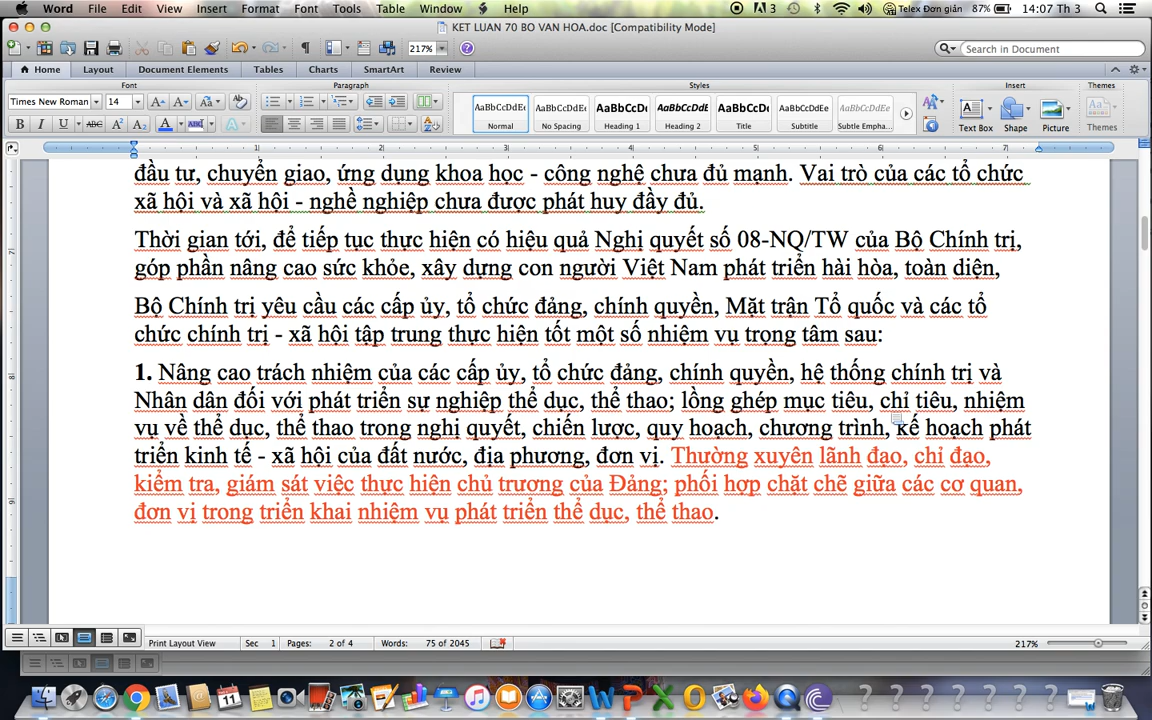 Word File Edit View Insert Format Font Tools Table Window Help Telex Đơn giản 87% 14:07 Th 3
KET LUAN 70 BO VAN HOA.doc [Compatibility Mode]
217% Search in Document
Home Layout Document Elements Tables Charts SmartArt Review
Font Paragraph Styles Insert Themes
Times New Roman 14
AaBbCcDdEe AaBbCcDdEe AaBbCcDc AaBbCcDdE AaBbCcDc AaBbCcDdEe AaBbCcDdEe
Normal No Spacing Heading 1 Heading 2 Title Subtitle Subtle Empha... Text Box Shape Picture Themes
đầu tư, chuyển giao, ứng dụng khoa học - công nghệ chưa đủ mạnh. Vai trò của các tổ chức
xã hội và xã hội - nghề nghiệp chưa được phát huy đầy đủ.
Thời gian tới, để tiếp tục thực hiện có hiệu quả Nghị quyết số 08-NQ/TW của Bộ Chính trị,
góp phần nâng cao sức khỏe, xây dựng con người Việt Nam phát triển hài hòa, toàn diện,
Bộ Chính trị yêu cầu các cấp ủy, tổ chức đảng, chính quyền, Mặt trận Tổ quốc và các tổ
chức chính trị - xã hội tập trung thực hiện tốt một số nhiệm vụ trọng tâm sau:
1. Nâng cao trách nhiệm của các cấp ủy, tổ chức đảng, chính quyền, hệ thống chính trị và
Nhân dân đối với phát triển sự nghiệp thể dục, thể thao; lồng ghép mục tiêu, chỉ tiêu, nhiệm
vụ về thể dục, thể thao trong nghị quyết, chiến lược, quy hoạch, chương trình, kế hoạch phát
triển kinh tế - xã hội của đất nước, địa phương, đơn vị. Thường xuyên lãnh đạo, chỉ đạo,
kiểm tra, giám sát việc thực hiện chủ trương của Đảng; phối hợp chặt chẽ giữa các cơ quan,
đơn vị trong triển khai nhiệm vụ phát triển thể dục, thể thao.
Print Layout View Sec 1 Pages: 2 of 4 Words: 75 of 2045 217%